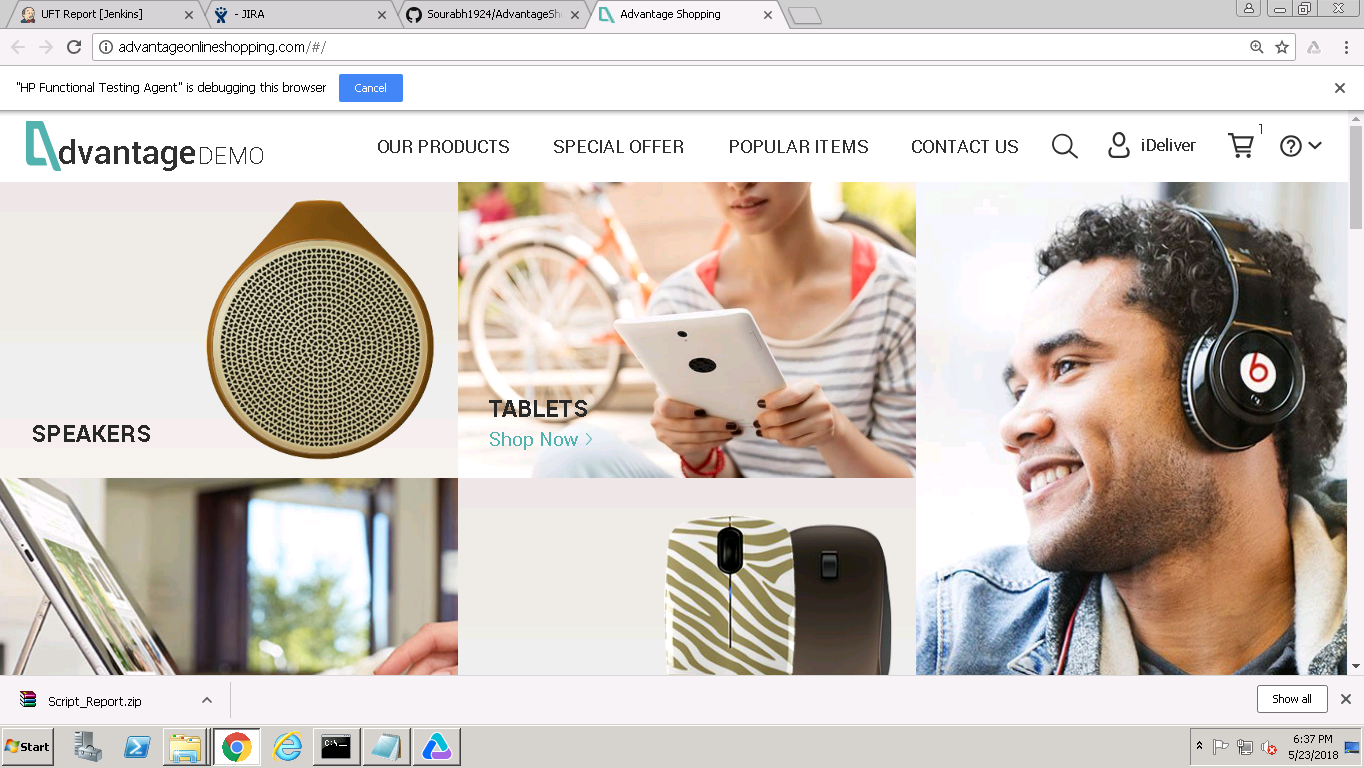 UFT Report [Jenkins]
- JIRA
Sourabh1924/AdvantageSh
Advantage Shopping
advantageonlineshopping.com/#/
"HP Functional Testing Agent" is debugging this browser
Cancel
dvantage DEMO
OUR PRODUCTS
SPECIAL OFFER
POPULAR ITEMS
CONTACT US
iDeliver
1
SPEAKERS
TABLETS
Shop Now
b
Script_Report.zip
Show all
Start
C:\_
6:37 PM
5/23/2018